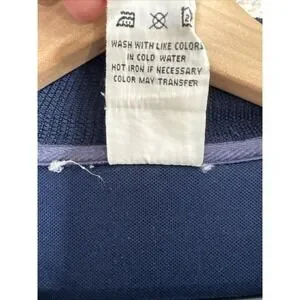 WASH WITH LIKE COLORS
IN COLD WATER
HOT IRON IF NECESSARY
COLOR MAY TRANSFER